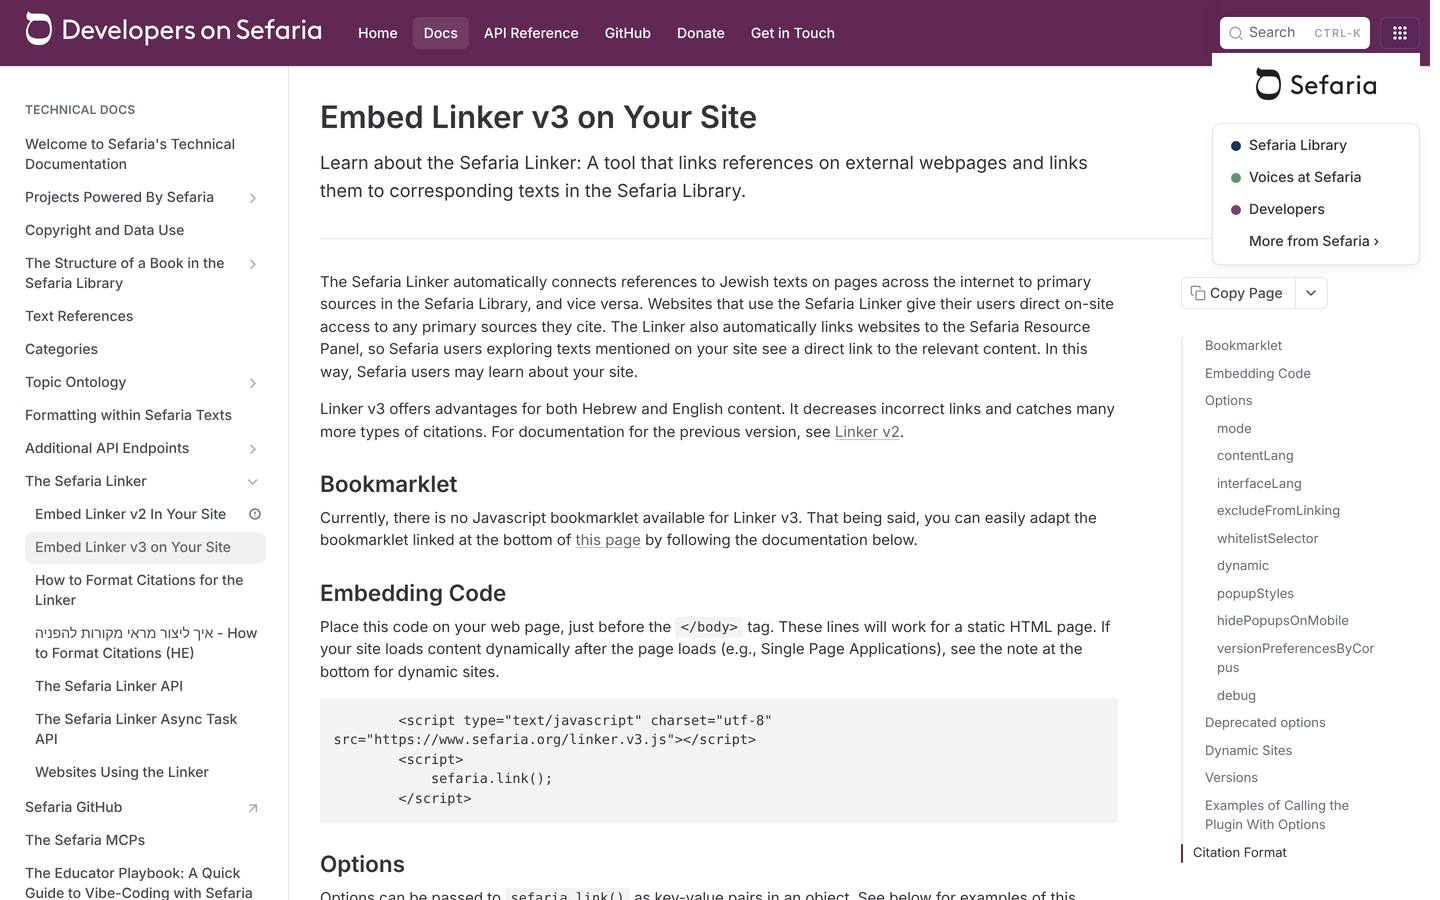 Developers on Sefaria
Home
Docs
API Reference
GitHub
Donate
Get in Touch
Search
CTRL-K
Sefaria
Sefaria Library
Voices at Sefaria
Developers
More from Sefaria ›
TECHNICAL DOCS
Welcome to Sefaria's Technical
Documentation
Projects Powered By Sefaria
Copyright and Data Use
The Structure of a Book in the
Sefaria Library
Text References
Categories
Topic Ontology
Formatting within Sefaria Texts
Additional API Endpoints
The Sefaria Linker
Embed Linker v2 In Your Site
Embed Linker v3 on Your Site
How to Format Citations for the
Linker
איך ליצור מראי מקורות להפניה - How
to Format Citations (HE)
The Sefaria Linker API
The Sefaria Linker Async Task
API
Websites Using the Linker
Sefaria GitHub
The Sefaria MCPs
The Educator Playbook: A Quick
Guide to Vibe-Coding with Sefaria
Embed Linker v3 on Your Site
Learn about the Sefaria Linker: A tool that links references on external webpages and links
them to corresponding texts in the Sefaria Library.
The Sefaria Linker automatically connects references to Jewish texts on pages across the internet to primary
sources in the Sefaria Library, and vice versa. Websites that use the Sefaria Linker give their users direct on-site
access to any primary sources they cite. The Linker also automatically links websites to the Sefaria Resource
Panel, so Sefaria users exploring texts mentioned on your site see a direct link to the relevant content. In this
way, Sefaria users may learn about your site.
Linker v3 offers advantages for both Hebrew and English content. It decreases incorrect links and catches many
more types of citations. For documentation for the previous version, see Linker v2.
Bookmarklet
Currently, there is no Javascript bookmarklet available for Linker v3. That being said, you can easily adapt the
bookmarklet linked at the bottom of this page by following the documentation below.
Embedding Code
Place this code on your web page, just before the </body> tag. These lines will work for a static HTML page. If
your site loads content dynamically after the page loads (e.g., Single Page Applications), see the note at the
bottom for dynamic sites.
<script type="text/javascript" charset="utf-8"
src="https://www.sefaria.org/linker.v3.js"></script>
<script>
sefaria.link();
</script>
Options
Options can be passed to sefaria.link() as key-value pairs in an object. See below for examples of this
Copy Page
Bookmarklet
Embedding Code
Options
mode
contentLang
interfaceLang
excludeFromLinking
whitelistSelector
dynamic
popupStyles
hidePopupsOnMobile
versionPreferencesByCor
pus
debug
Deprecated options
Dynamic Sites
Versions
Examples of Calling the
Plugin With Options
Citation Format